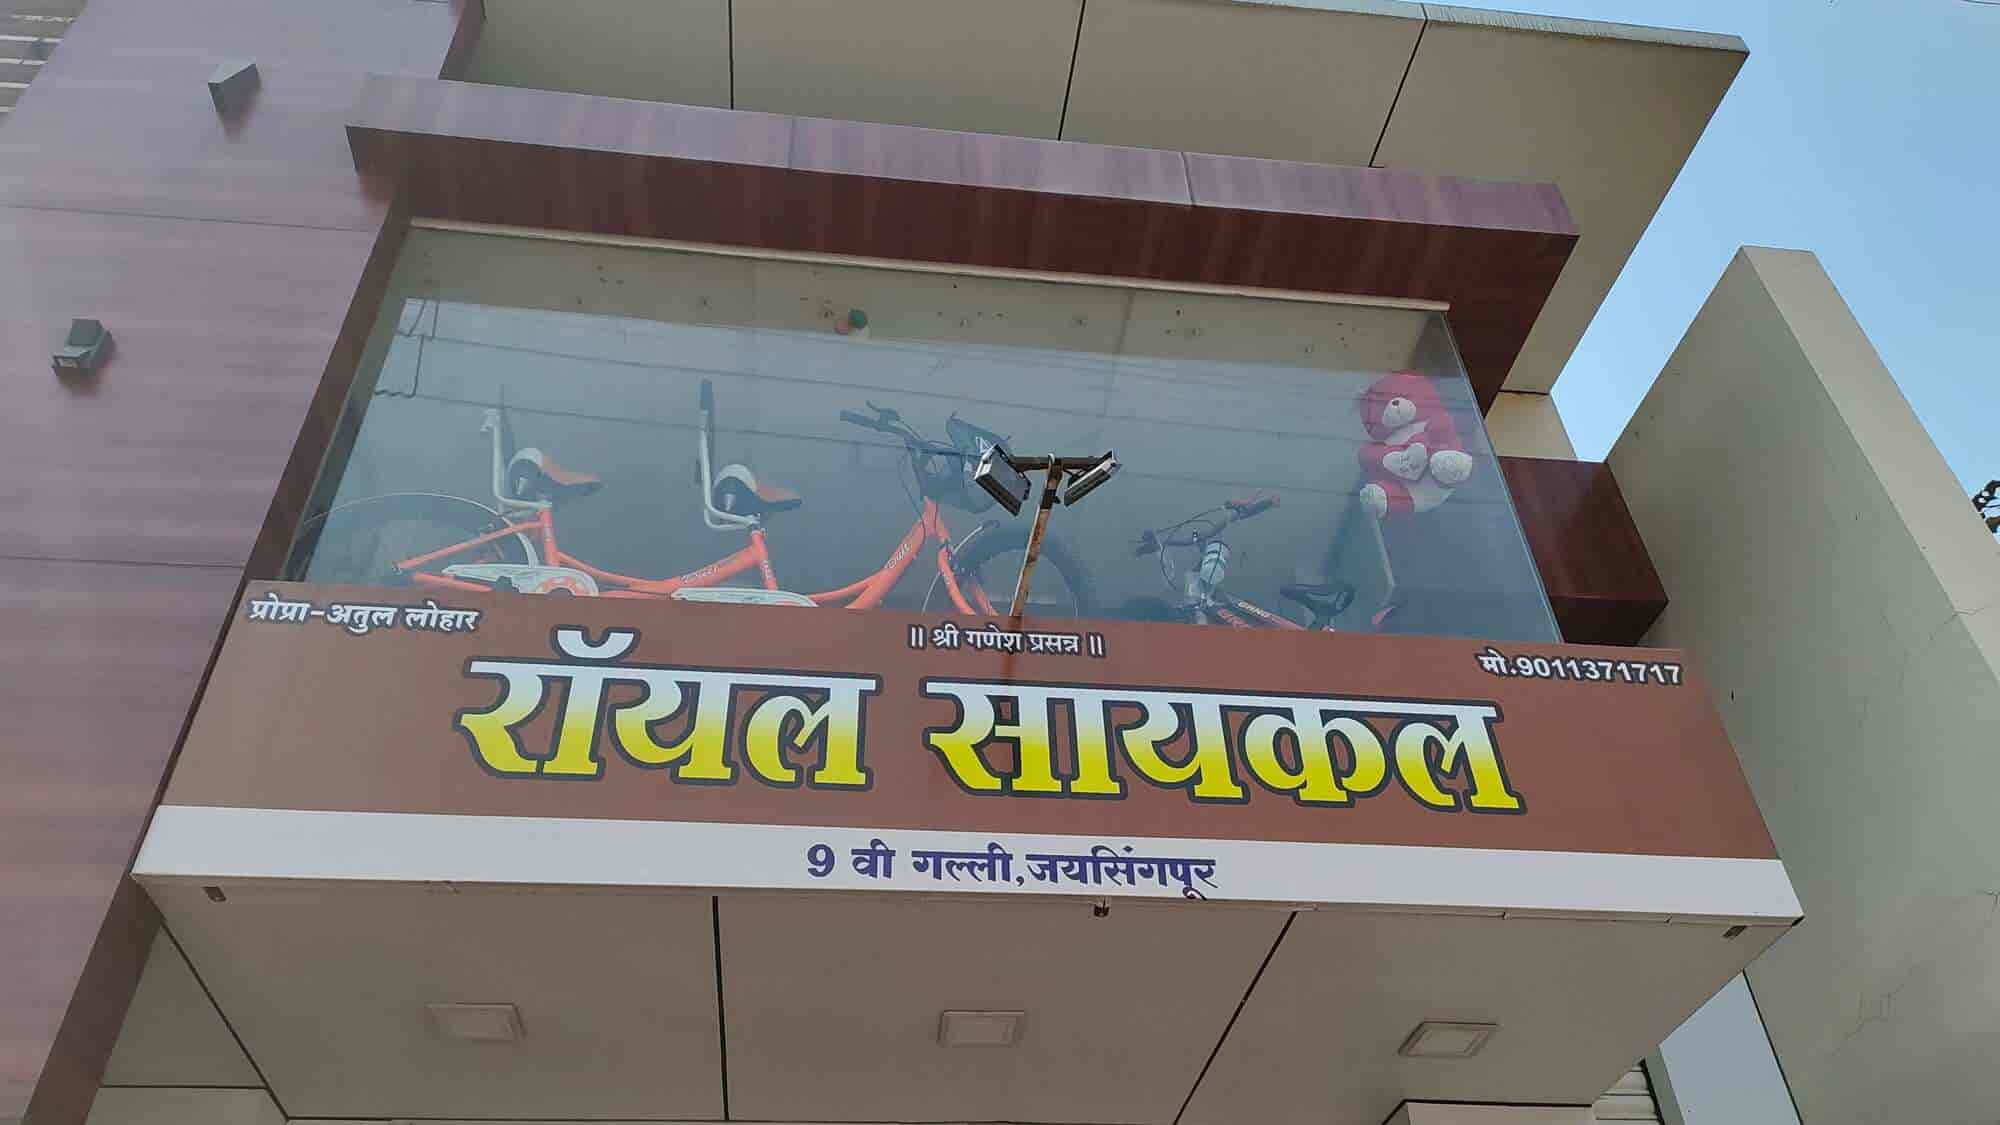 प्रोप्रा-अतुल लोहार
॥ श्री गणेश प्रसन्न ॥
मो.9011371717
रॉयल सायकल
9 वी गल्ली,जयसिंगपूर